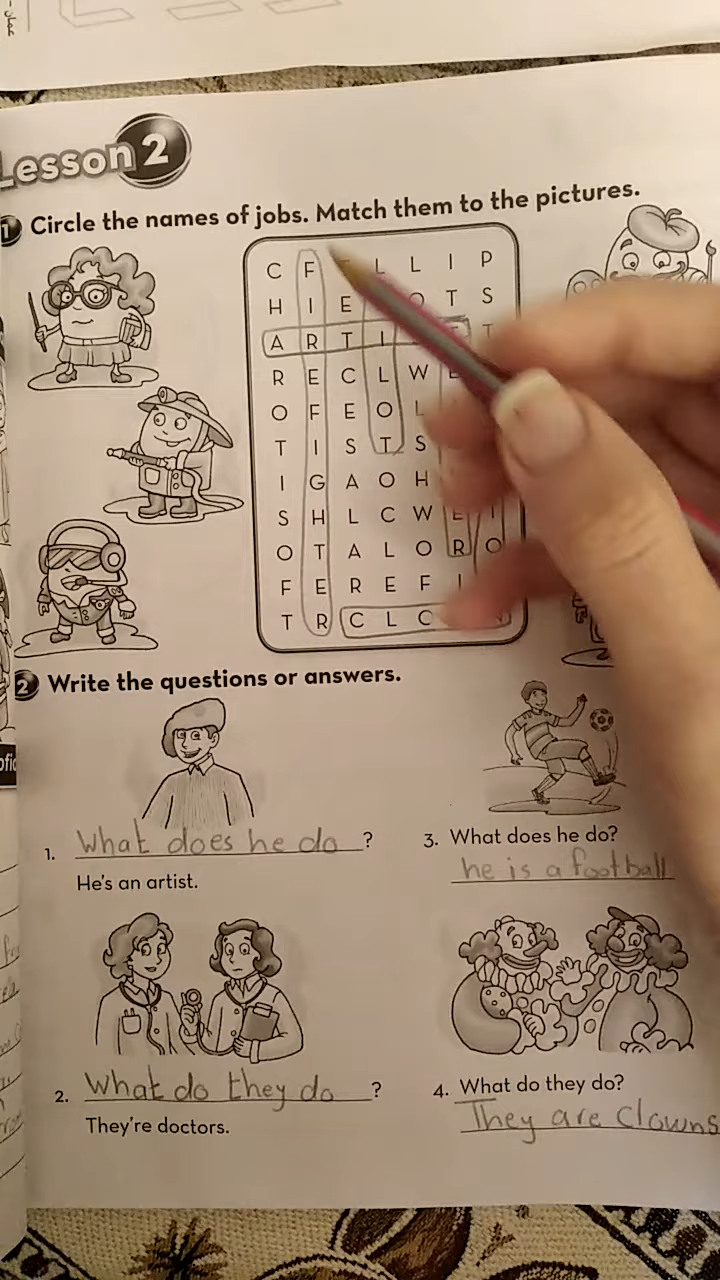 عمان
Lesson 2
1 Circle the names of jobs. Match them to the pictures.
C F L L I P
H I E O T S
A R T I T
R E C L W E
O F E O L
T I S T S
I G A O H
S H L C W E I
O T A L O R O
F E R E F I
T R C L C
2 Write the questions or answers.
1. What does he do ?
He's an artist.
3. What does he do?
he is a football
2. What do they do ?
They're doctors.
4. What do they do?
They are Clowns